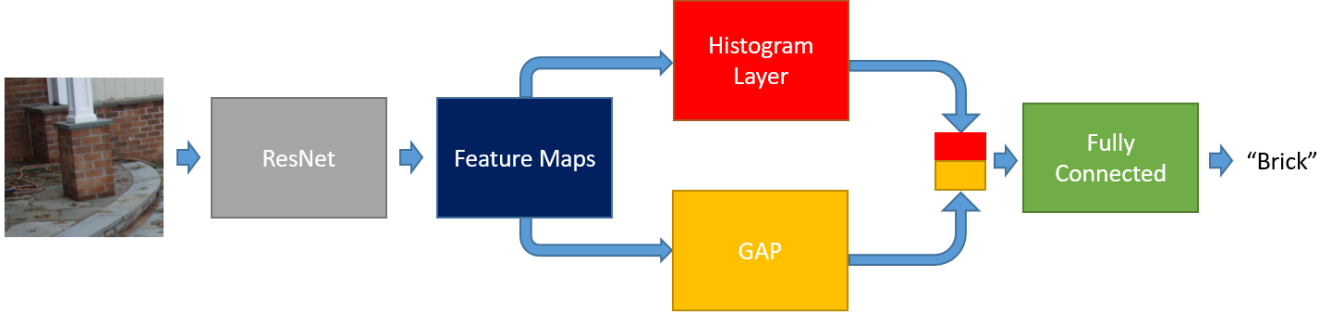 ResNet
Feature Maps
Histogram
Layer
GAP
Fully
Connected
“Brick”